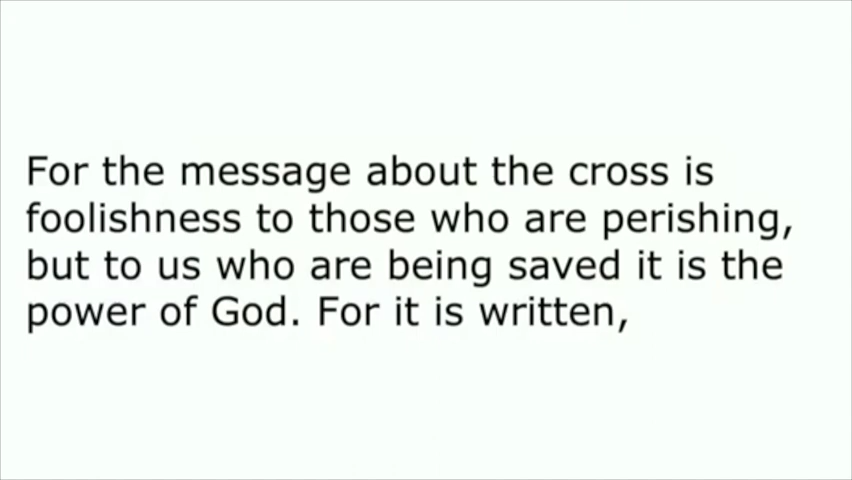 For the message about the cross is
foolishness to those who are perishing,
but to us who are being saved it is the
power of God. For it is written,